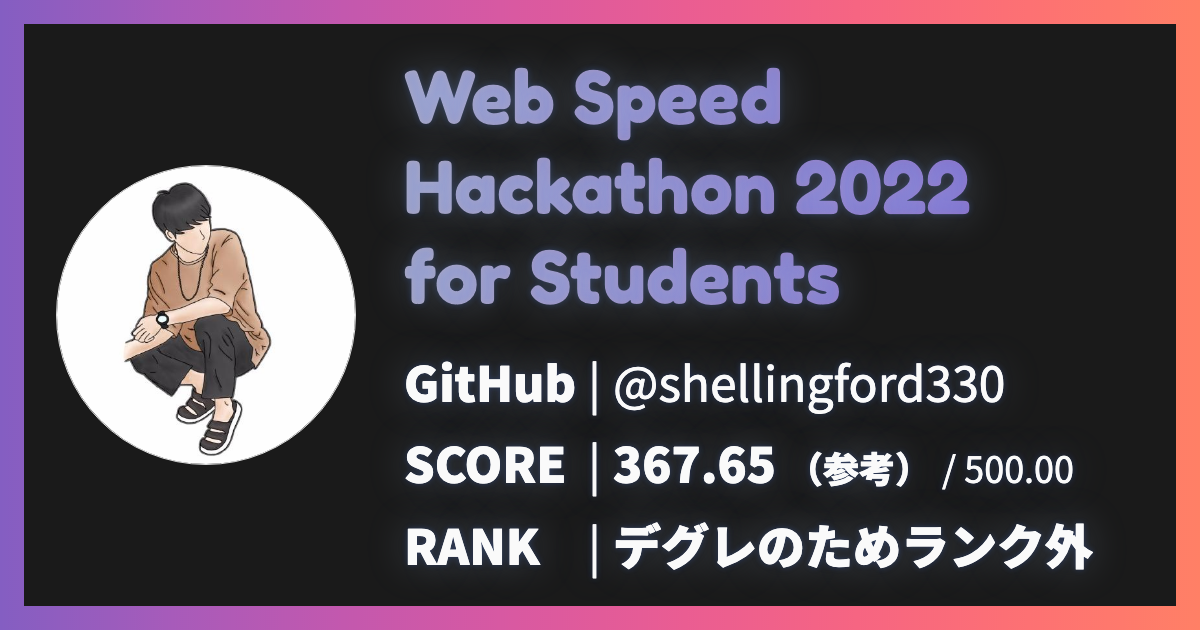 Web Speed
Hackathon 2022
for Students
GitHub | @shellingford330
SCORE | 367.65 （参考） / 500.00
RANK | デグレのためランク外